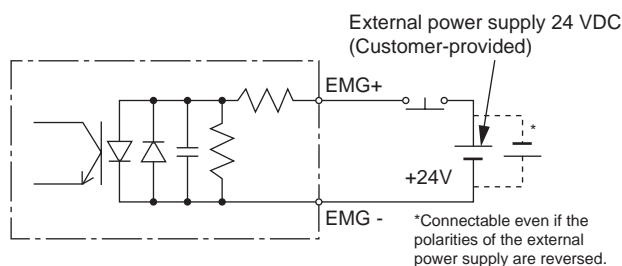 External power supply 24 VDC
(Customer-provided)
EMG+
*
+24V
EMG -
*Connectable even if the
polarities of the external
power supply are reversed.